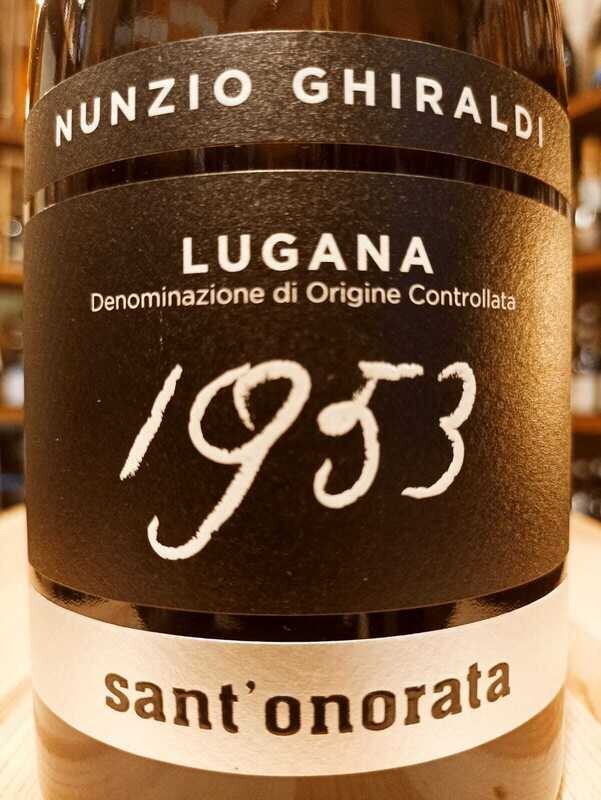 NUNZIO GHIRALDI
LUGANA
Denominazione di Origine Controllata
1953
sant'onorata